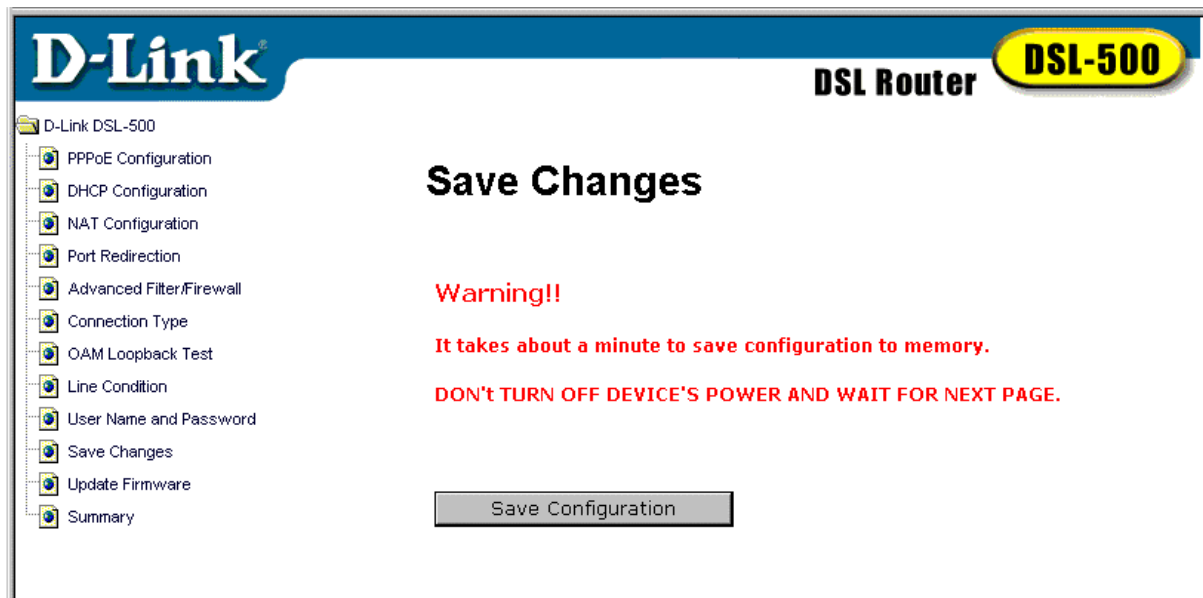 D-Link®
DSL Router DSL-500
D-Link DSL-500
PPPoE Configuration
DHCP Configuration
NAT Configuration
Port Redirection
Advanced Filter/Firewall
Connection Type
OAM Loopback Test
Line Condition
User Name and Password
Save Changes
Update Firmware
Summary
Save Changes
Warning!!
It takes about a minute to save configuration to memory.
DON't TURN OFF DEVICE'S POWER AND WAIT FOR NEXT PAGE.
Save Configuration